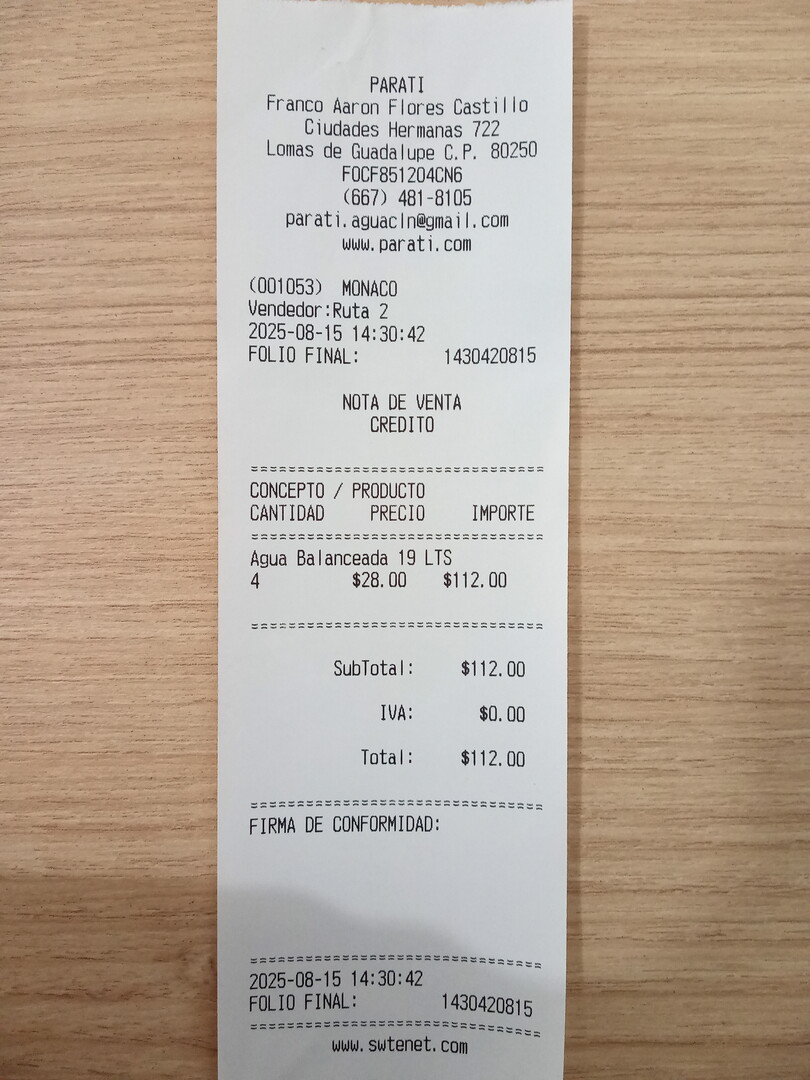 PARATI
Franco Aaron Flores Castillo
Ciudades Hermanas 722
Lomas de Guadalupe C.P. 80250
FOCF851204CN6
(667) 481-8105
parati.aguacln@gmail.com
www.parati.com
(001053) MONACO
Vendedor:Ruta 2
2025-08-15 14:30:42
FOLIO FINAL: 1430420815
NOTA DE VENTA
CREDITO
================================
CONCEPTO / PRODUCTO
CANTIDAD PRECIO IMPORTE
================================
Agua Balanceada 19 LTS
4 $28.00 $112.00
================================
SubTotal: $112.00
IVA: $0.00
Total: $112.00
================================
FIRMA DE CONFORMIDAD:
================================
2025-08-15 14:30:42
FOLIO FINAL: 1430420815
================================
www.swtenet.com